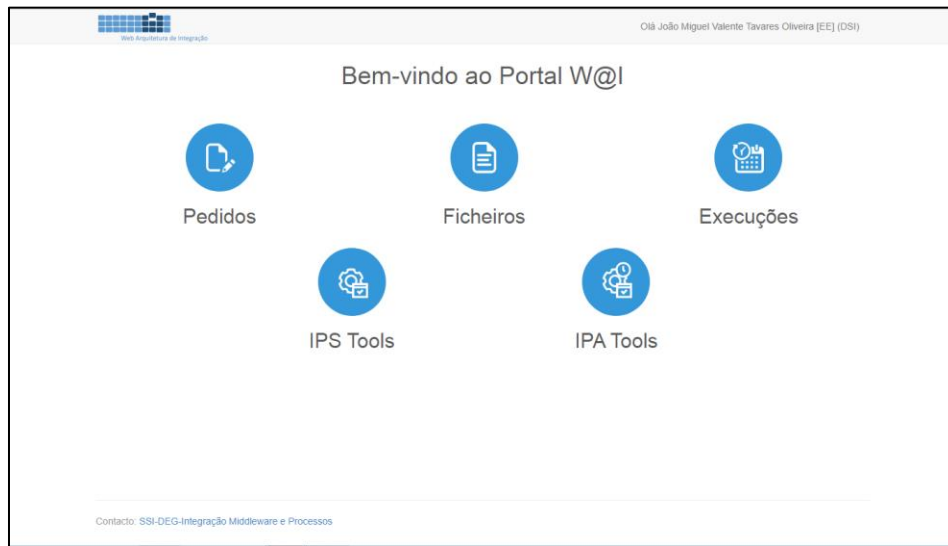 Web Arquitetura de Integração
Olá João Miguel Valente Tavares Oliveira [EE] (DSI)
Bem-vindo ao Portal W@I
Pedidos
Ficheiros
Execuções
IPS Tools
IPA Tools
Contacto: SSI-DEG-Integração Middleware e Processos